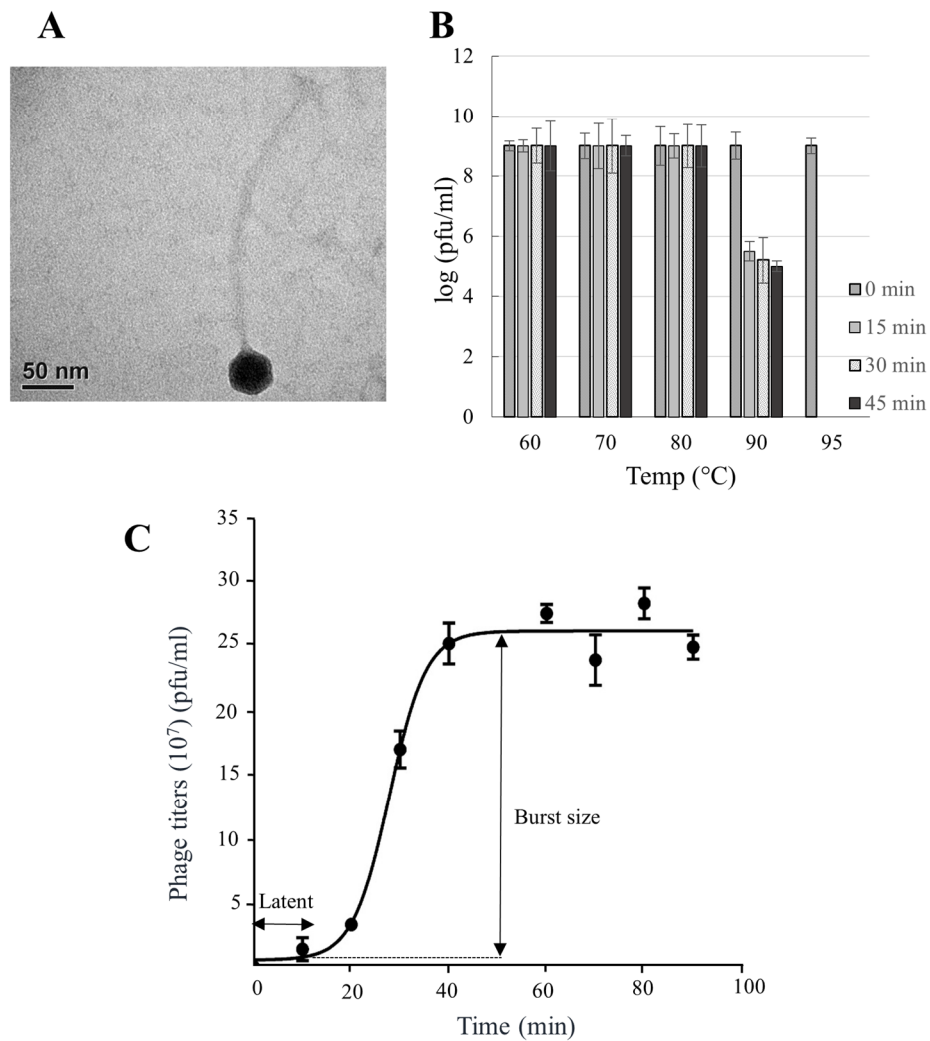 A
50 nm
B
12
10
8
6
4
2
0
log (pfu/ml)
60 70 80 90 95
Temp (°C)
0 min
15 min
30 min
45 min
C
35
30
25
20
15
10
5
Phage titers (10⁷) (pfu/ml)
Latent
Burst size
0 20 40 60 80 100
Time (min)